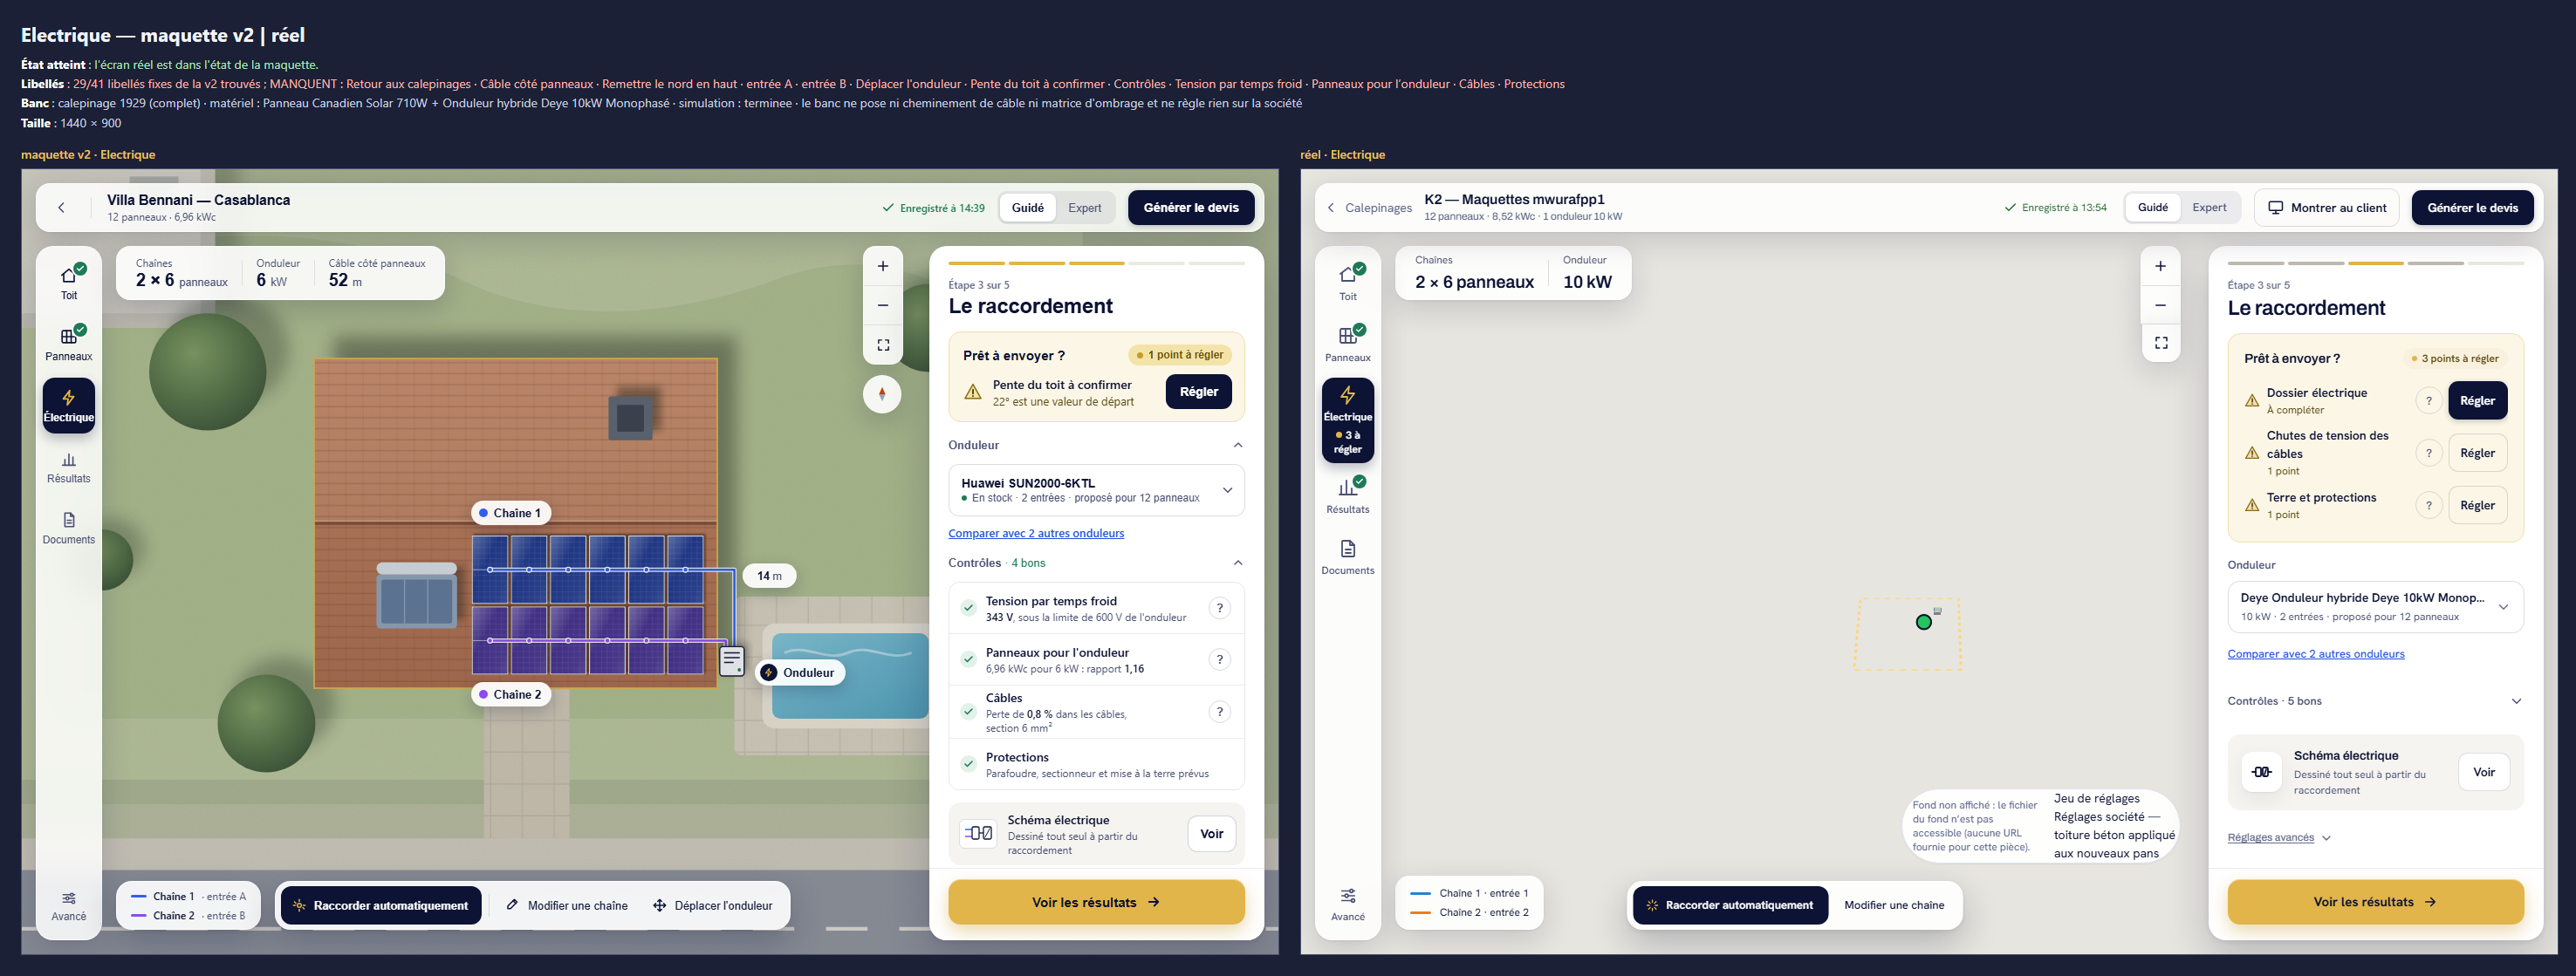 Electrique — maquette v2 | réel
État atteint : l'écran réel est dans l'état de la maquette.
Libellés : 29/41 libellés fixes de la v2 trouvés ; MANQUENT : Retour aux calepinages · Câble côté panneaux · Remettre le nord en haut · entrée A · entrée B · Déplacer l'onduleur · Pente du toit à confirmer · Contrôles · Tension par temps froid · Panneaux pour l'onduleur · Câbles · Protections
Banc : calepinage 1929 (complet) · matériel : Panneau Canadien Solar 710W + Onduleur hybride Deye 10kW Monophasé · simulation : terminee · le banc ne pose ni cheminement de câble ni matrice d'ombrage et ne règle rien sur la société
Taille : 1440 × 900
maquette v2 · Electrique
Villa Bennani — Casablanca
12 panneaux · 6,96 kWc
Enregistré à 14:39
Guidé
Expert
Générer le devis
Toit
Panneaux
Électrique
Résultats
Documents
Avancé
Chaînes
2 × 6 panneaux
Onduleur
6 kW
Câble côté panneaux
52 m
+
−
Chaîne 1
14 m
Onduleur
Chaîne 2
Chaîne 1 · entrée A
Chaîne 2 · entrée B
Raccorder automatiquement
Modifier une chaîne
Déplacer l'onduleur
Étape 3 sur 5
Le raccordement
Prêt à envoyer ?
1 point à régler
Pente du toit à confirmer
22° est une valeur de départ
Régler
Onduleur
Huawei SUN2000-6KTL
En stock · 2 entrées · proposé pour 12 panneaux
Comparer avec 2 autres onduleurs
Contrôles · 4 bons
Tension par temps froid
343 V, sous la limite de 600 V de l'onduleur
?
Panneaux pour l'onduleur
6,96 kWc pour 6 kW : rapport 1,16
?
Câbles
Perte de 0,8 % dans les câbles,
section 6 mm²
?
Protections
Parafoudre, sectionneur et mise à la terre prévus
Schéma électrique
Dessiné tout seul à partir du
raccordement
Voir
Voir les résultats →
réel · Electrique
Calepinages
K2 — Maquettes mwurafpp1
12 panneaux · 8,52 kWc · 1 onduleur 10 kW
Enregistré à 13:54
Guidé
Expert
Montrer au client
Générer le devis
Toit
Panneaux
Électrique
3 à
régler
Résultats
Documents
Avancé
Chaînes
2 × 6 panneaux
Onduleur
10 kW
+
−
Fond non affiché : le fichier
du fond n'est pas
accessible (aucune URL
fournie pour cette pièce).
Jeu de réglages
Réglages société —
toiture béton appliqué
aux nouveaux pans
Chaîne 1 · entrée 1
Chaîne 2 · entrée 2
Raccorder automatiquement
Modifier une chaîne
Étape 3 sur 5
Le raccordement
Prêt à envoyer ?
3 points à régler
Dossier électrique
À compléter
?
Régler
Chutes de tension des
câbles
1 point
?
Régler
Terre et protections
1 point
?
Régler
Onduleur
Deye Onduleur hybride Deye 10kW Monop...
10 kW · 2 entrées · proposé pour 12 panneaux
Comparer avec 2 autres onduleurs
Contrôles · 5 bons
Schéma électrique
Dessiné tout seul à partir du
raccordement
Voir
Réglages avancés
Voir les résultats →